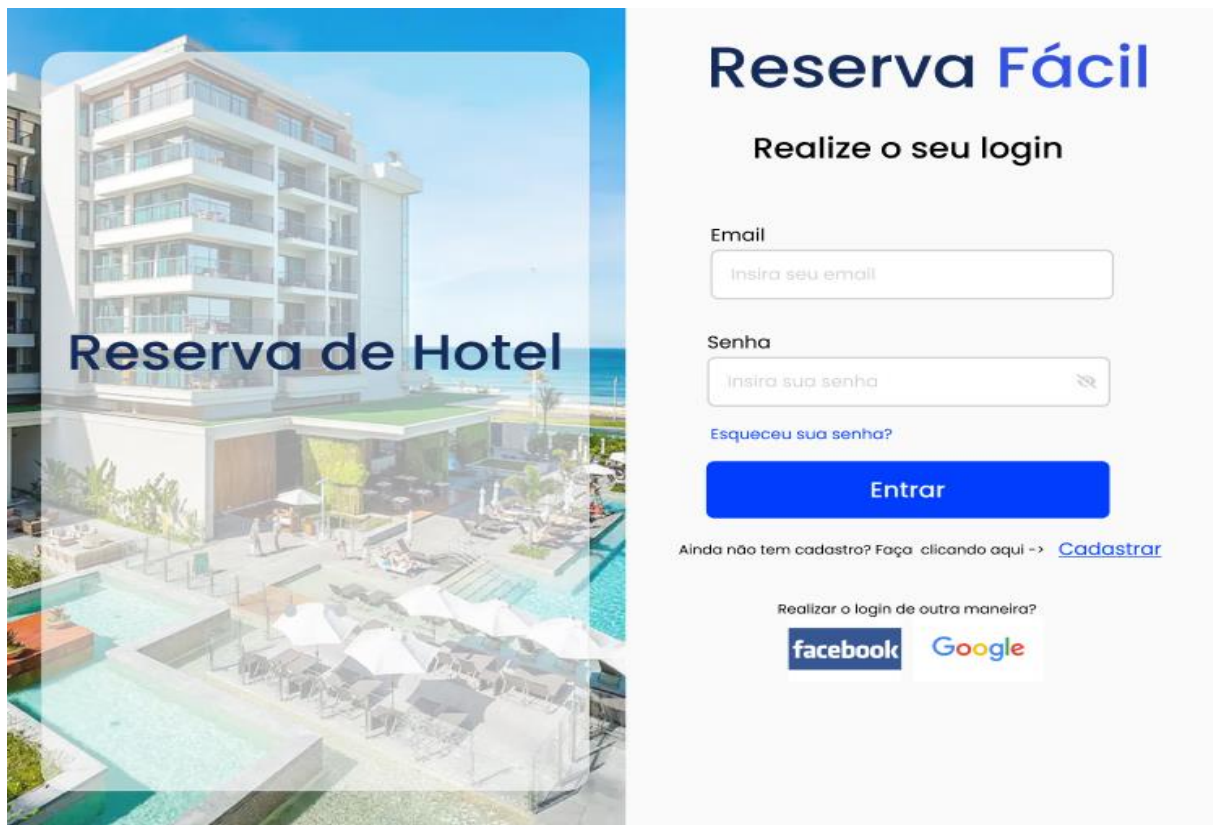 Reserva de Hotel
Reserva Fácil
Realize o seu login
Email
Insira seu email
Senha
Insira sua senha
Esqueceu sua senha?
Entrar
Ainda não tem cadastro? Faça clicando aqui -> Cadastrar
Realizar o login de outra maneira?
facebook Google